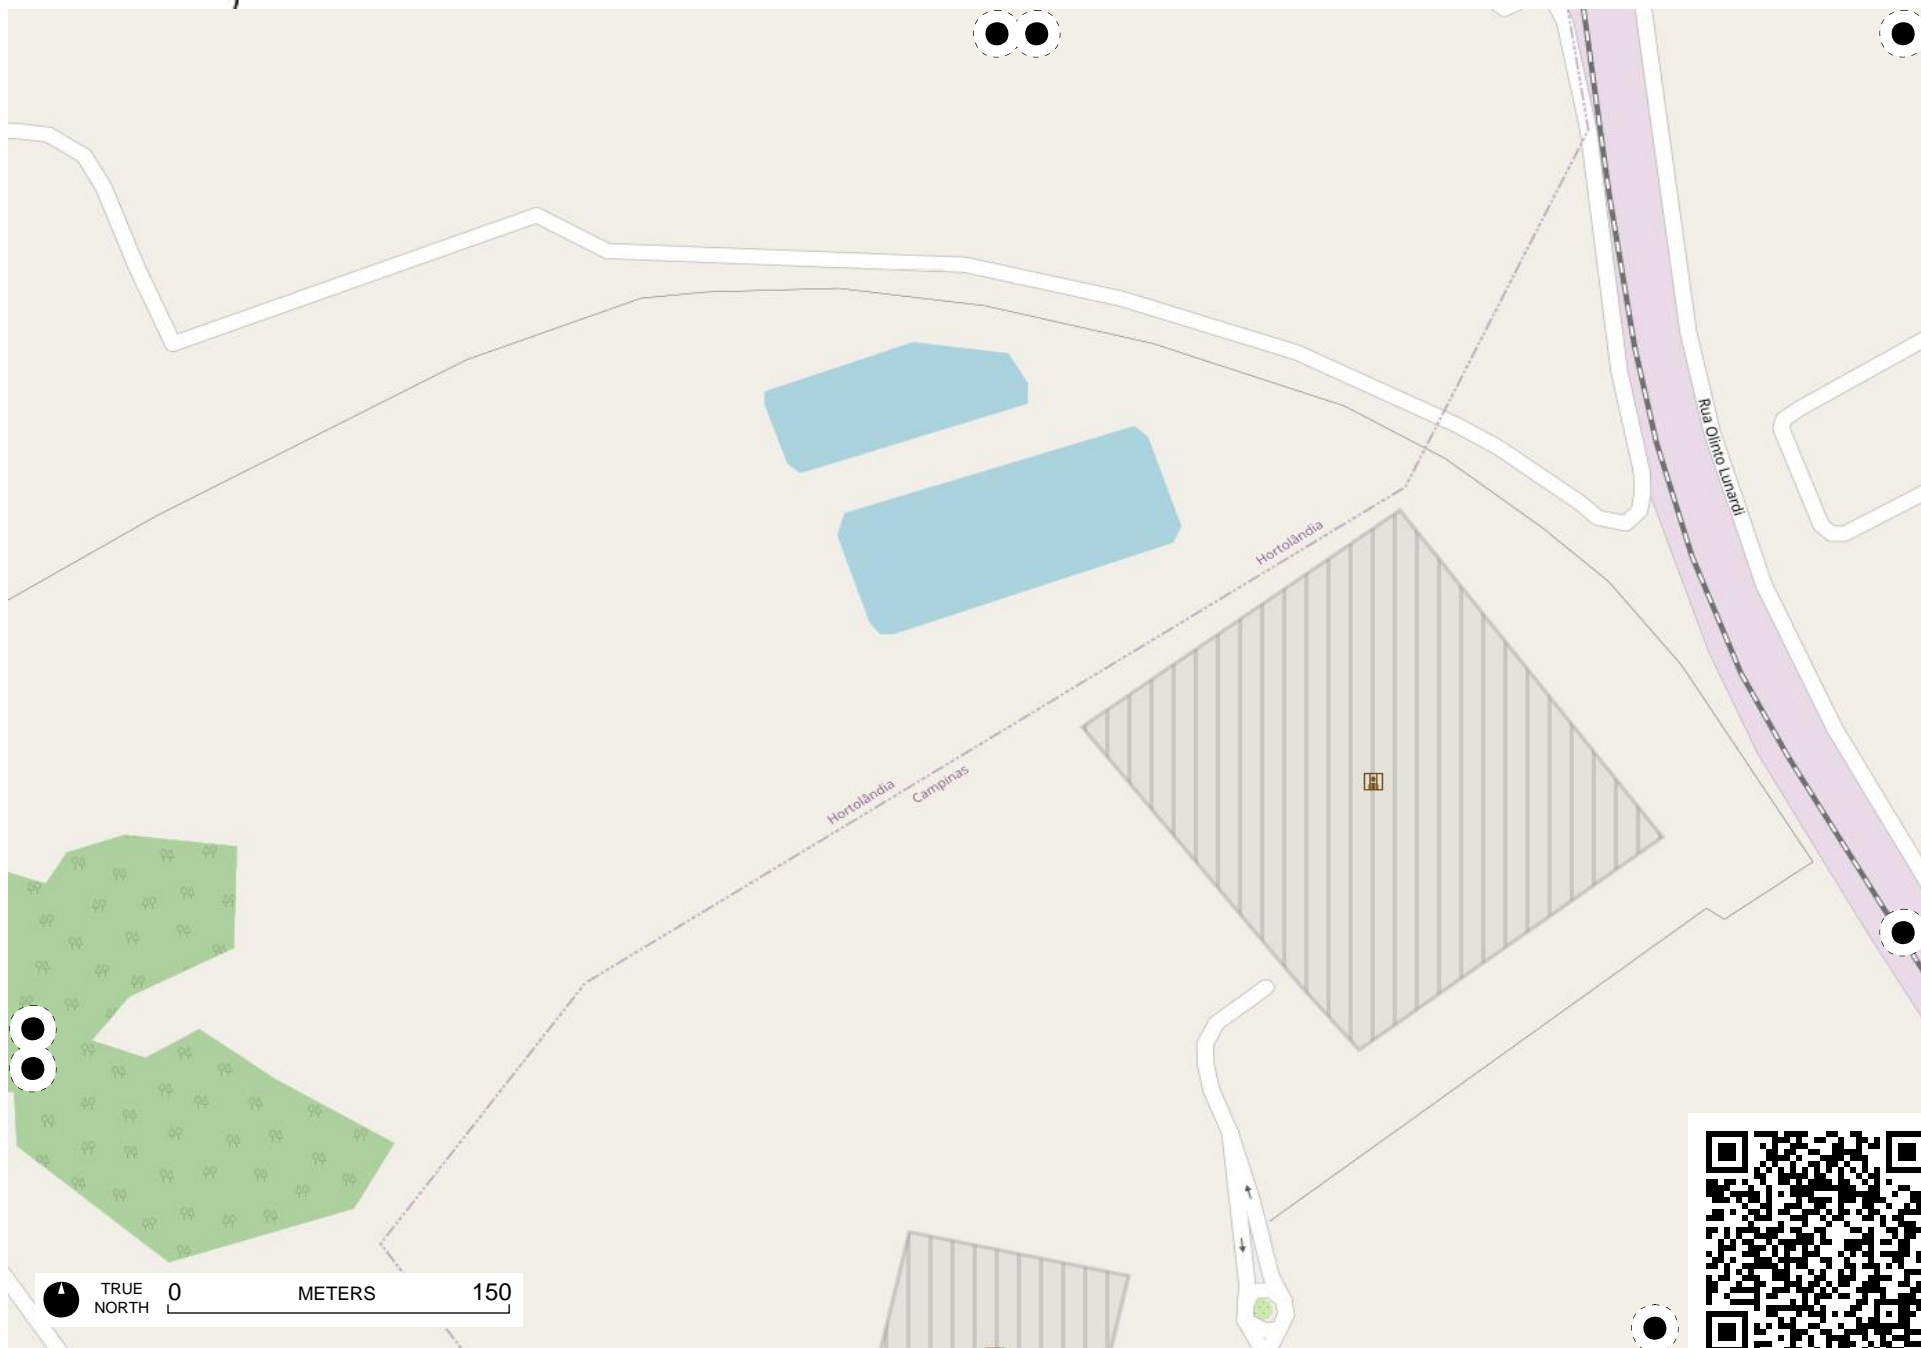 Rua Olinto Lunardi
Hortolândia
Hortolândia
Campinas
TRUE
NORTH
0 METERS 150